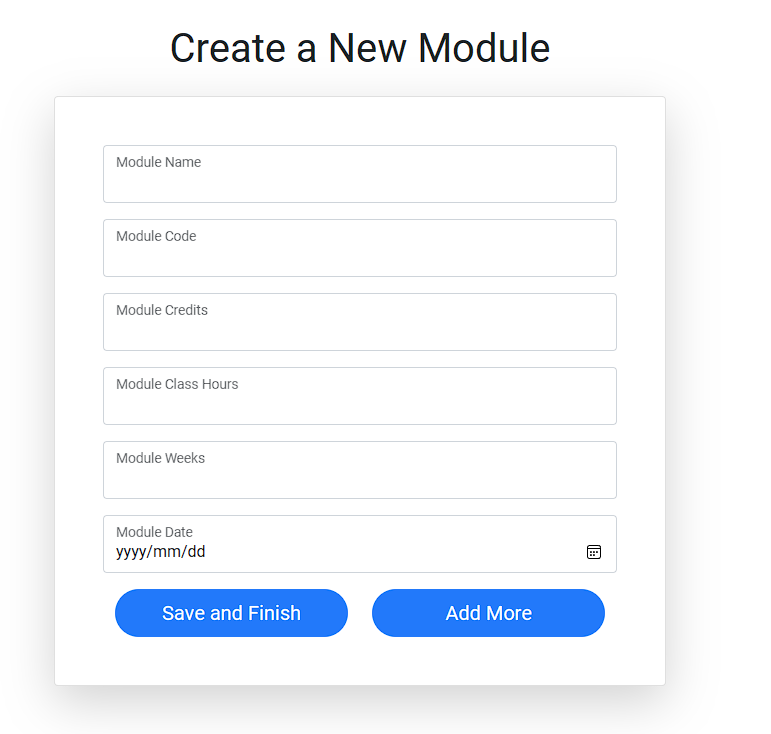 Create a New Module
Module Name
Module Code
Module Credits
Module Class Hours
Module Weeks
Module Date
yyyy/mm/dd
Save and Finish
Add More